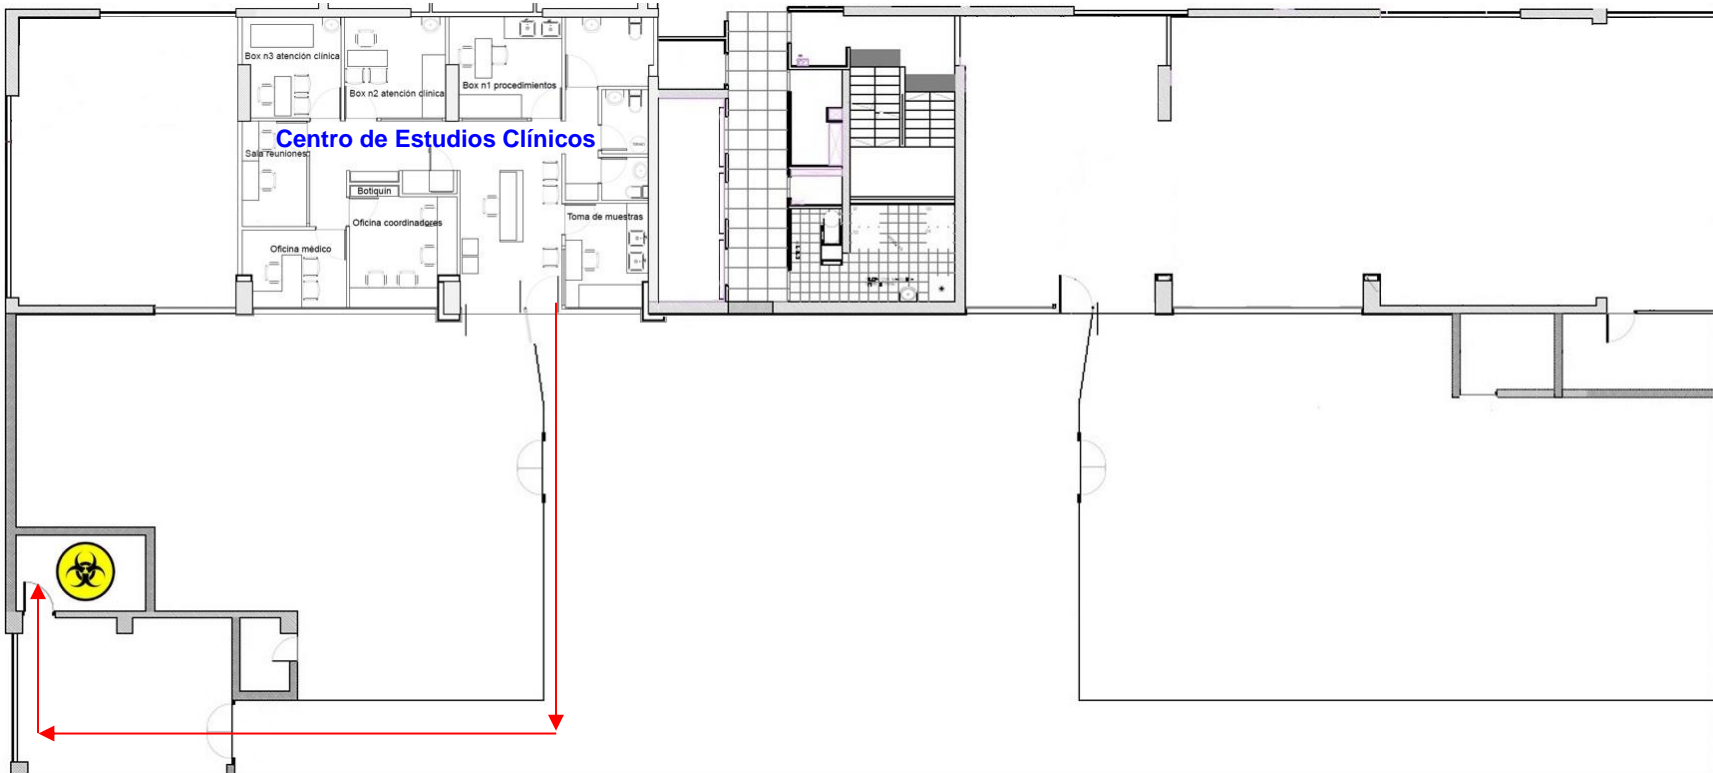 Box n3 atención clínica
Box n2 atención clínica
Box n1 procedimientos
Centro de Estudios Clínicos
Sala reuniones
Botiquín
Oficina coordinadores
Toma de muestras
Oficina médico